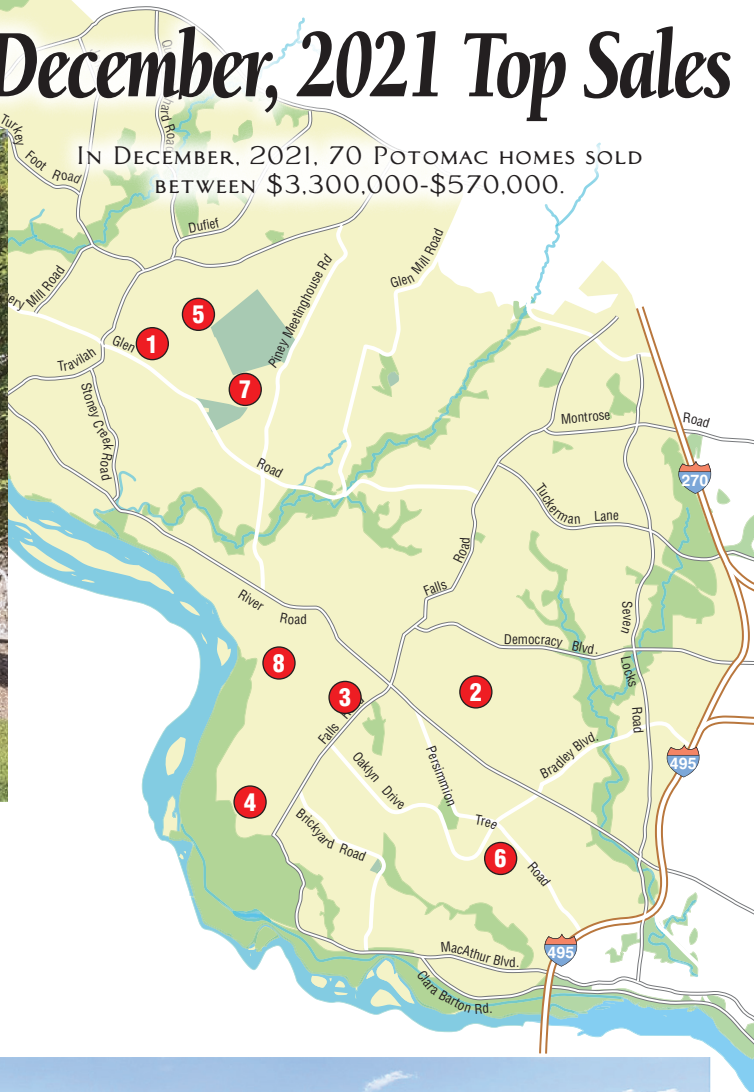 December, 2021 Top Sales
In December, 2021, 70 Potomac homes sold
between $3,300,000-$570,000.
Turkey Foot Road
Dufief
Mill Road
Piney Meetinghouse Rd
Glen Mill Road
5
1
Glen
Travilah
7
Stoney Creek Road
Road
Montrose
Road
270
Tuckerman Lane
Falls Road
River Road
Seven Locks Road
Democracy Blvd.
8
3
2
Falls
Oaklyn Drive
Persimmion Tree Road
Bradley Blvd.
495
4
Brickyard Road
6
MacAthur Blvd.
495
Clara Barton Rd.